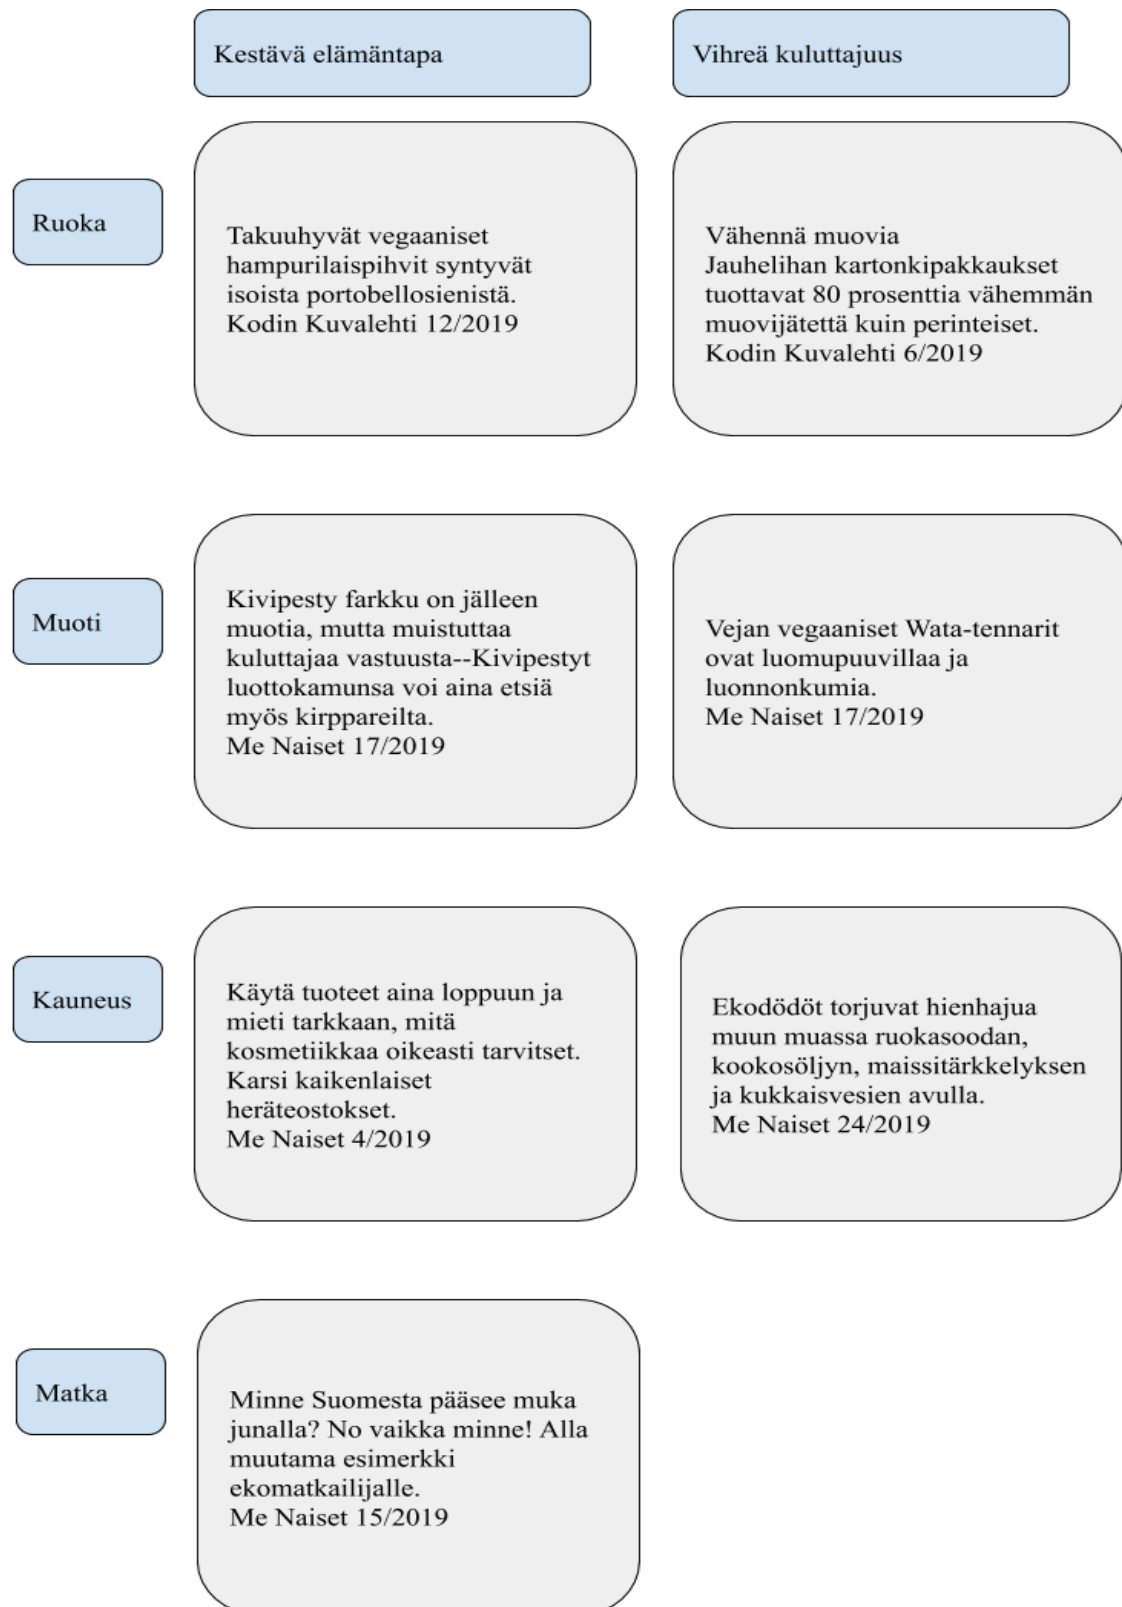 Kestävä elämäntapa
Vihreä kuluttajuus
Ruoka
Takuuhyvät vegaaniset
hampurilaispihvit syntyvät
isoista portobellosienistä.
Kodin Kuvalehti 12/2019
Vähennä muovia
Jauhelihan kartonkipakkaukset
tuottavat 80 prosenttia vähemmän
muovijätettä kuin perinteiset.
Kodin Kuvalehti 6/2019
Muoti
Kivipesty farkku on jälleen
muotia, mutta muistuttaa
kuluttajaa vastuusta--Kivipestyt
luottokamunsa voi aina etsiä
myös kirppareilta.
Me Naiset 17/2019
Vejan vegaaniset Wata-tennarit
ovat luomupuuvillaa ja
luonnonkumia.
Me Naiset 17/2019
Kauneus
Käytä tuoteet aina loppuun ja
mieti tarkkaan, mitä
kosmetiikkaa oikeasti tarvitset.
Karsi kaikenlaiset
heräteostokset.
Me Naiset 4/2019
Ekodödöt torjuvat hienhajua
muun muassa ruokasoodan,
kookosöljyn, maissitärkkelyksen
ja kukkaisvesien avulla.
Me Naiset 24/2019
Matka
Minne Suomesta pääsee muka
junalla? No vaikka minne! Alla
muutama esimerkki
ekomatkailijalle.
Me Naiset 15/2019